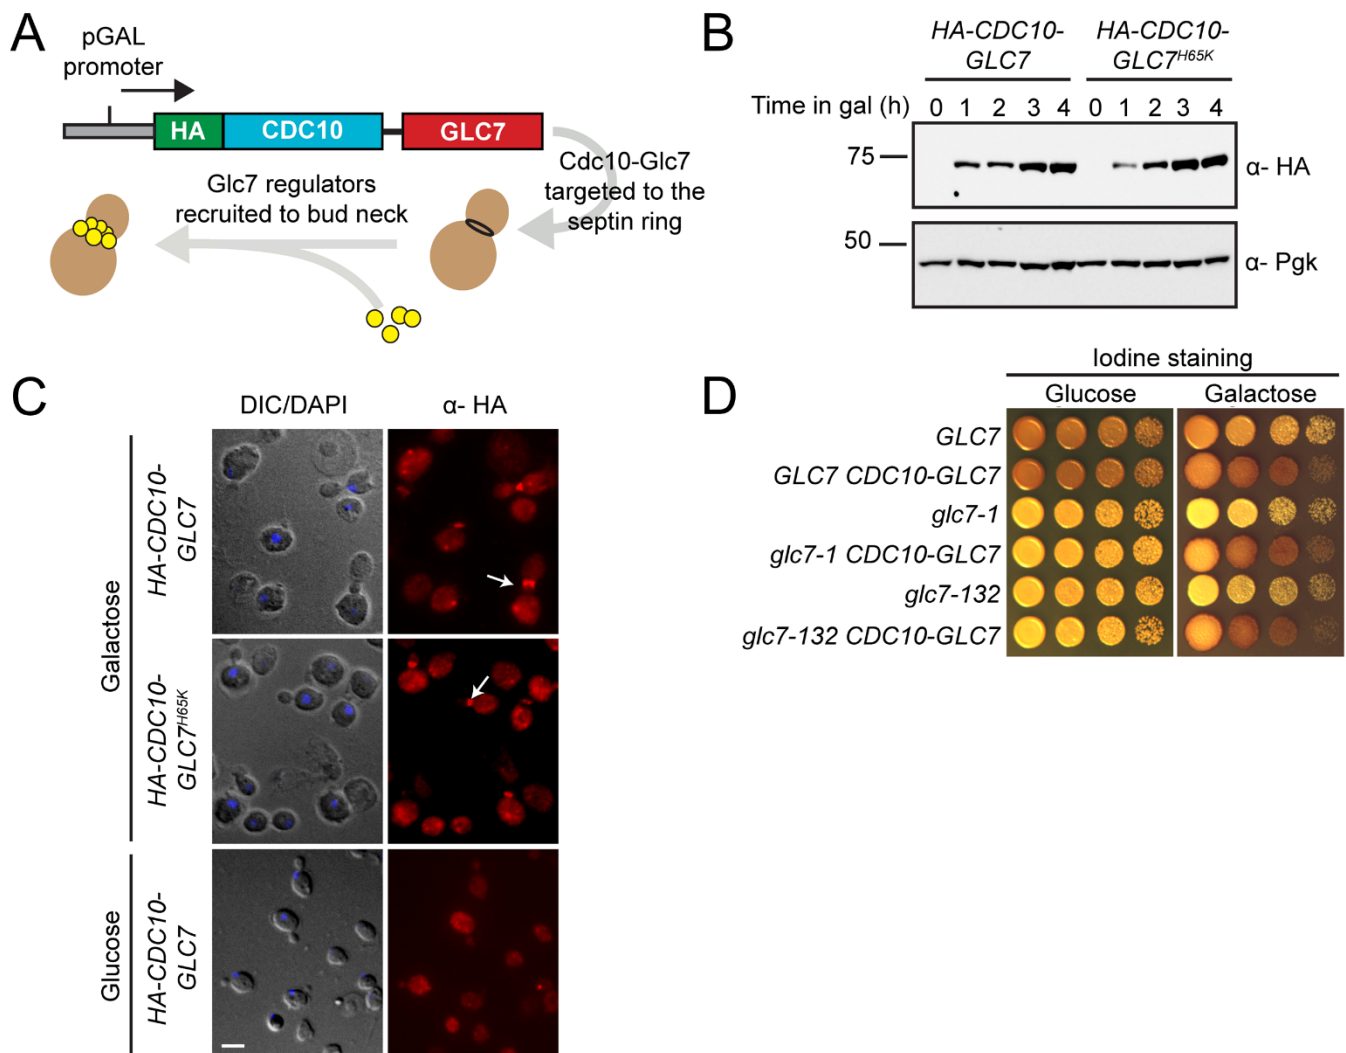 A
pGAL
promoter
HA
CDC10
GLC7
Cdc10-Glc7
targeted to the
septin ring
Glc7 regulators
recruited to bud neck
B
HA-CDC10-
GLC7
HA-CDC10-
GLC7H65K
Time in gal (h) 0 1 2 3 4 0 1 2 3 4
75
α- HA
50
α- Pgk
C
DIC/DAPI
α- HA
Galactose
HA-CDC10-
GLC7
HA-CDC10-
GLC7H65K
Glucose
HA-CDC10-
GLC7
D
Iodine staining
Glucose
Galactose
GLC7
GLC7 CDC10-GLC7
glc7-1
glc7-1 CDC10-GLC7
glc7-132
glc7-132 CDC10-GLC7